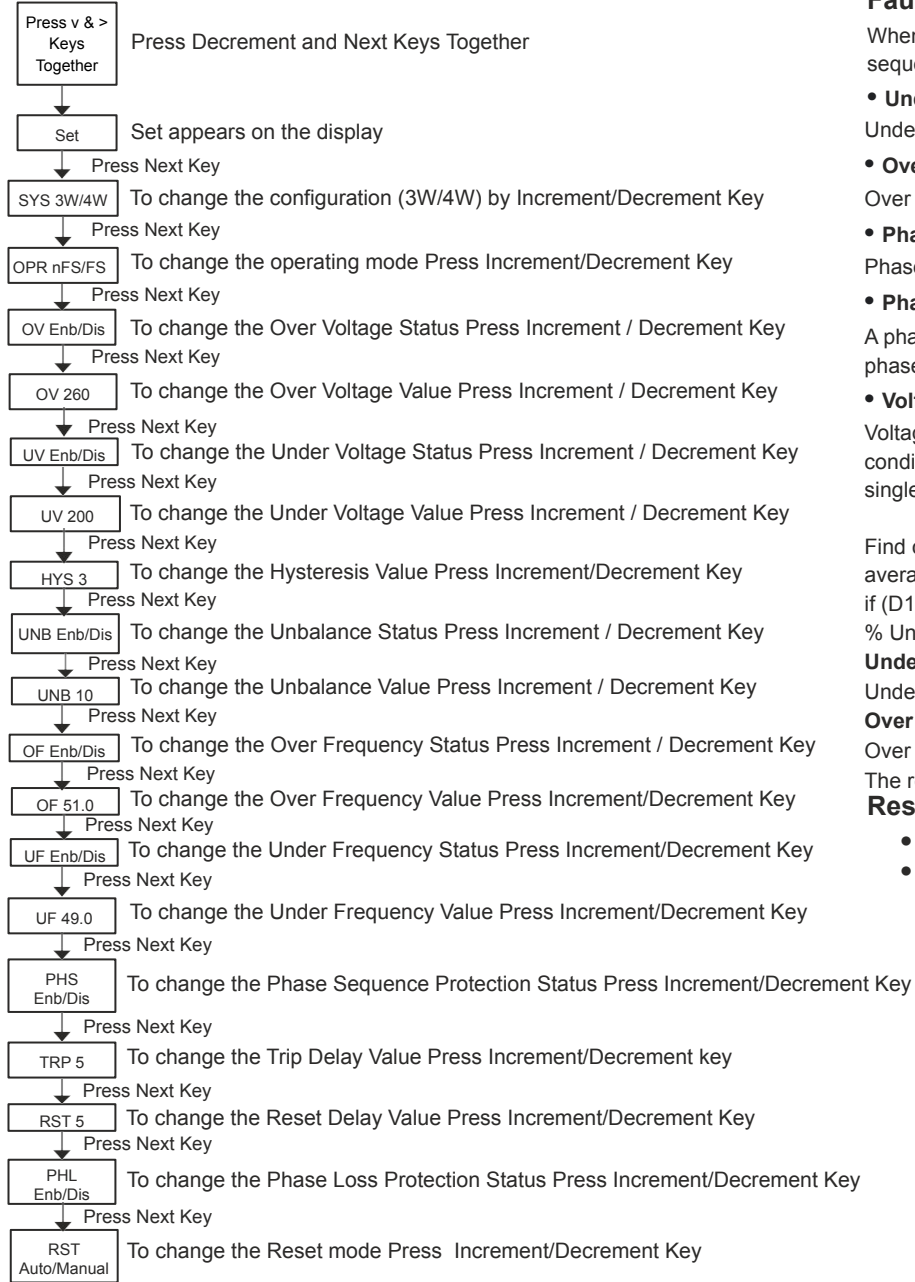 Press v & >
Keys
Together
Press Decrement and Next Keys Together
Set
Set appears on the display
Press Next Key
SYS 3W/4W
To change the configuration (3W/4W) by Increment/Decrement Key
Press Next Key
OPR nFS/FS
To change the operating mode Press Increment/Decrement Key
Press Next Key
OV Enb/Dis
To change the Over Voltage Status Press Increment / Decrement Key
Press Next Key
OV 260
To change the Over Voltage Value Press Increment / Decrement Key
Press Next Key
UV Enb/Dis
To change the Under Voltage Status Press Increment / Decrement Key
Press Next Key
UV 200
To change the Under Voltage Value Press Increment / Decrement Key
Press Next Key
HYS 3
To change the Hysteresis Value Press Increment/Decrement Key
Press Next Key
UNB Enb/Dis
To change the Unbalance Status Press Increment / Decrement Key
Press Next Key
UNB 10
To change the Unbalance Value Press Increment / Decrement Key
Press Next Key
OF Enb/Dis
To change the Over Frequency Status Press Increment / Decrement Key
Press Next Key
OF 51.0
To change the Over Frequency Value Press Increment/Decrement Key
Press Next Key
UF Enb/Dis
To change the Under Frequency Status Press Increment/Decrement Key
Press Next Key
UF 49.0
To change the Under Frequency Value Press Increment/Decrement Key
Press Next Key
PHS
Enb/Dis
To change the Phase Sequence Protection Status Press Increment/Decrement Key
Press Next Key
TRP 5
To change the Trip Delay Value Press Increment/Decrement key
Press Next Key
RST 5
To change the Reset Delay Value Press Increment/Decrement Key
Press Next Key
PHL
Enb/Dis
To change the Phase Loss Protection Status Press Increment/Decrement Key
Press Next Key
RST
Auto/Manual
To change the Reset mode Press Increment/Decrement Key
When
seque
• Und
Unde
• Ove
Over
• Pha
Phase
• Pha
A pha
phase
• Volt
Voltag
condi
single
Find
avera
if (D1
% Un
Unde
Unde
Over
Over
The r
Res
•
•